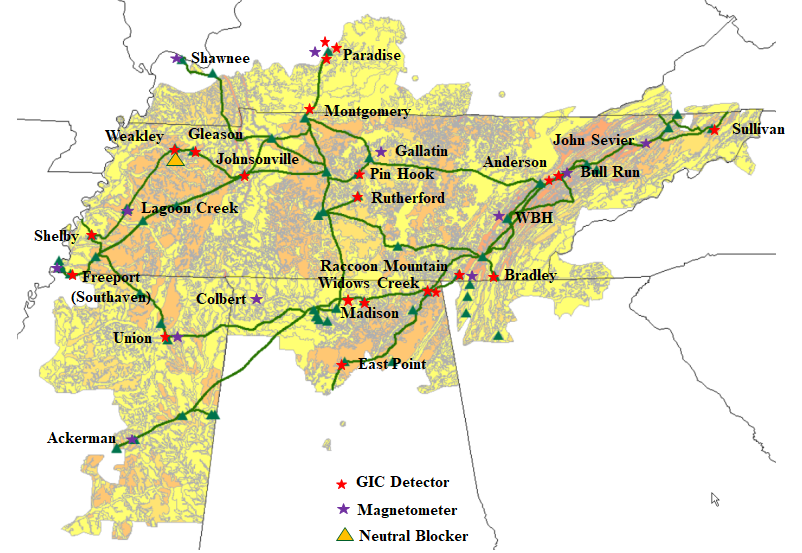 Shawnee
Paradise
Montgomery
Weakley
Gleason
Johnsonville
Gallatin
Pin Hook
Rutherford
Anderson
John Sevier
Sullivan
Bull Run
Lagoon Creek
WBH
Shelby
Raccoon Mountain
Widows Creek
Bradley
Freeport
(Southaven)
Colbert
Madison
Union
East Point
Ackerman
GIC Detector
Magnetometer
Neutral Blocker